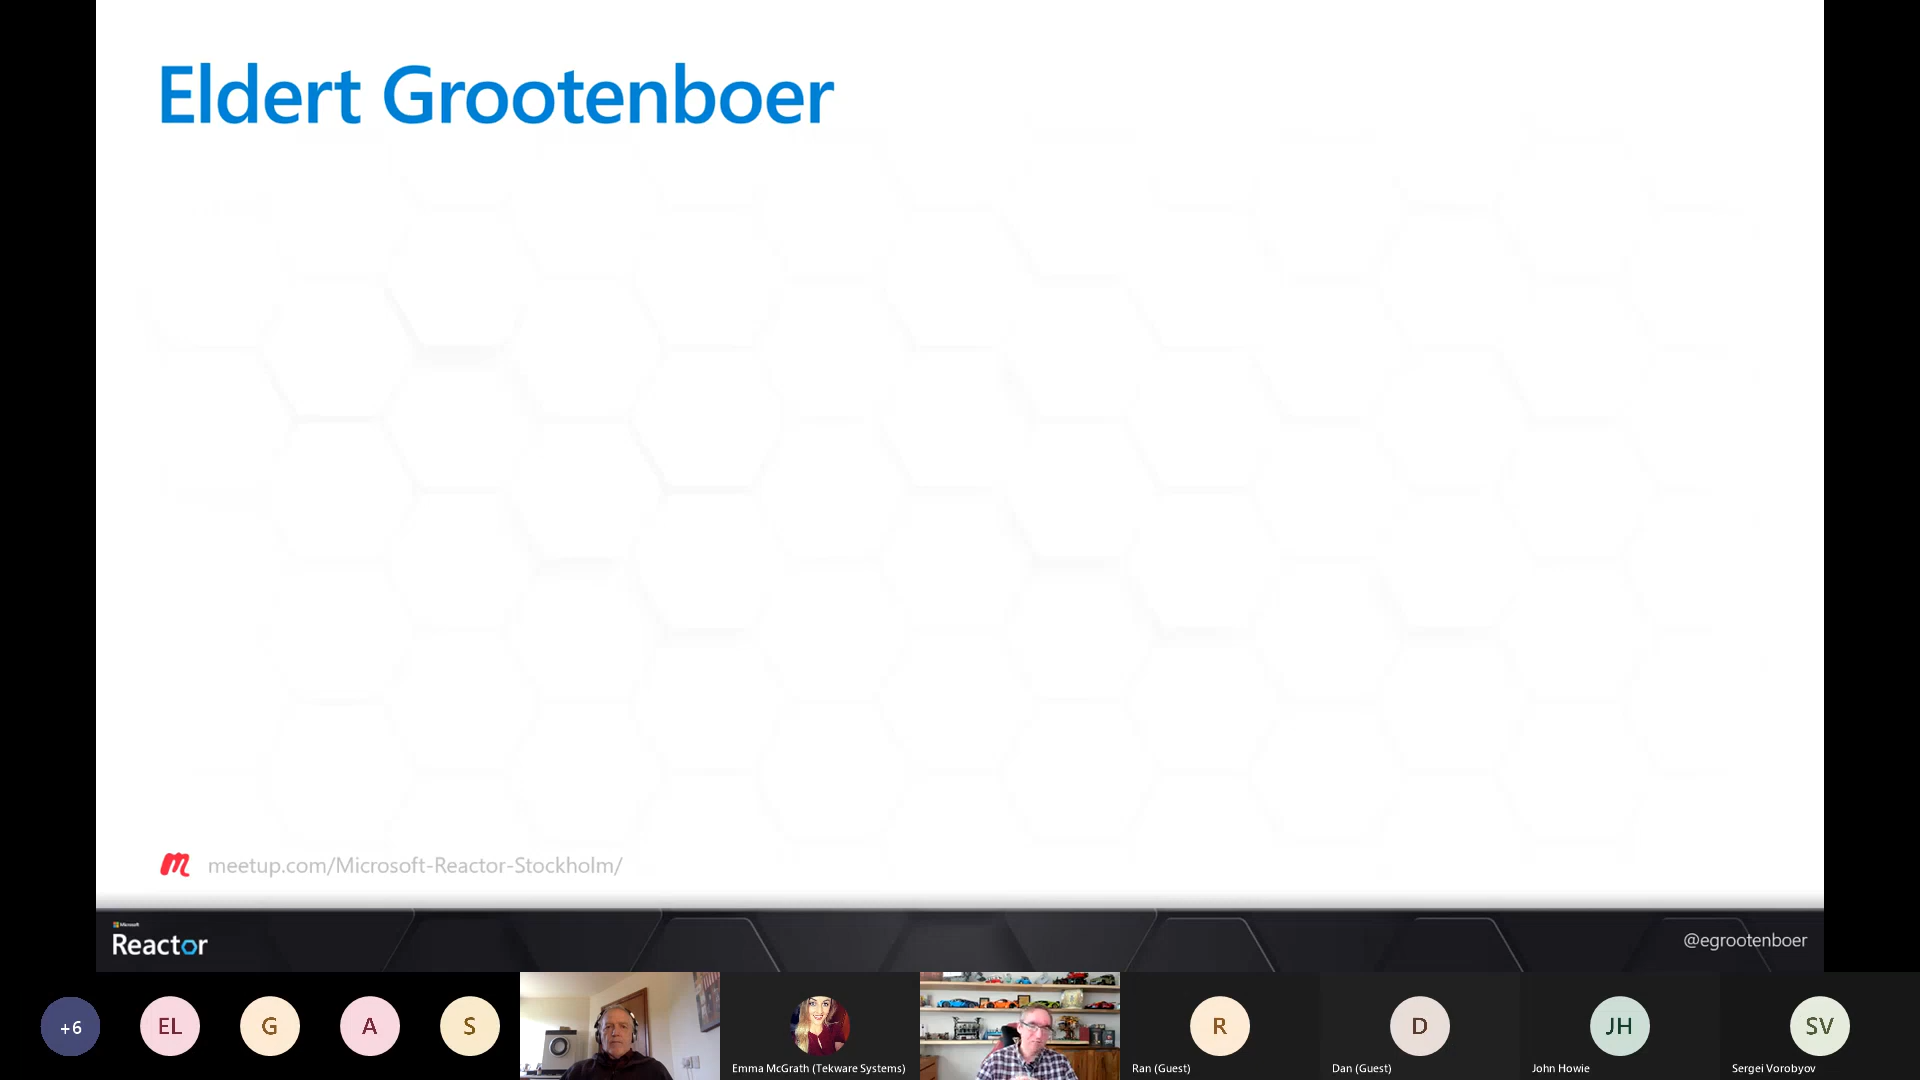 Eldert Grootenboer
meetup.com/Microsoft-Reactor-Stockholm/
Microsoft
Reactor
@egrootenboer
+6
EL
G
A
S
Emma McGrath (Tekware Systems)
R
Ran (Guest)
D
Dan (Guest)
JH
John Howie
SV
Sergei Vorobyov